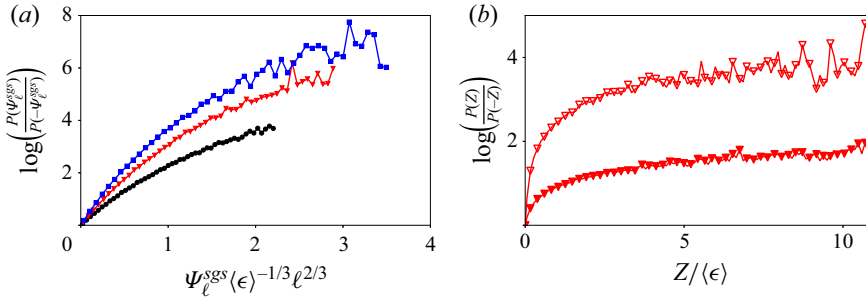 (a)
8
6
4
2
0
1
2
3
4
log(P(Ψ_ℓ^{sgs})/P(−Ψ_ℓ^{sgs}))
Ψ_ℓ^{sgs}⟨ϵ⟩^{−1/3}ℓ^{2/3}
(b)
4
2
0
5
10
log(P(Z)/P(−Z))
Z/⟨ϵ⟩